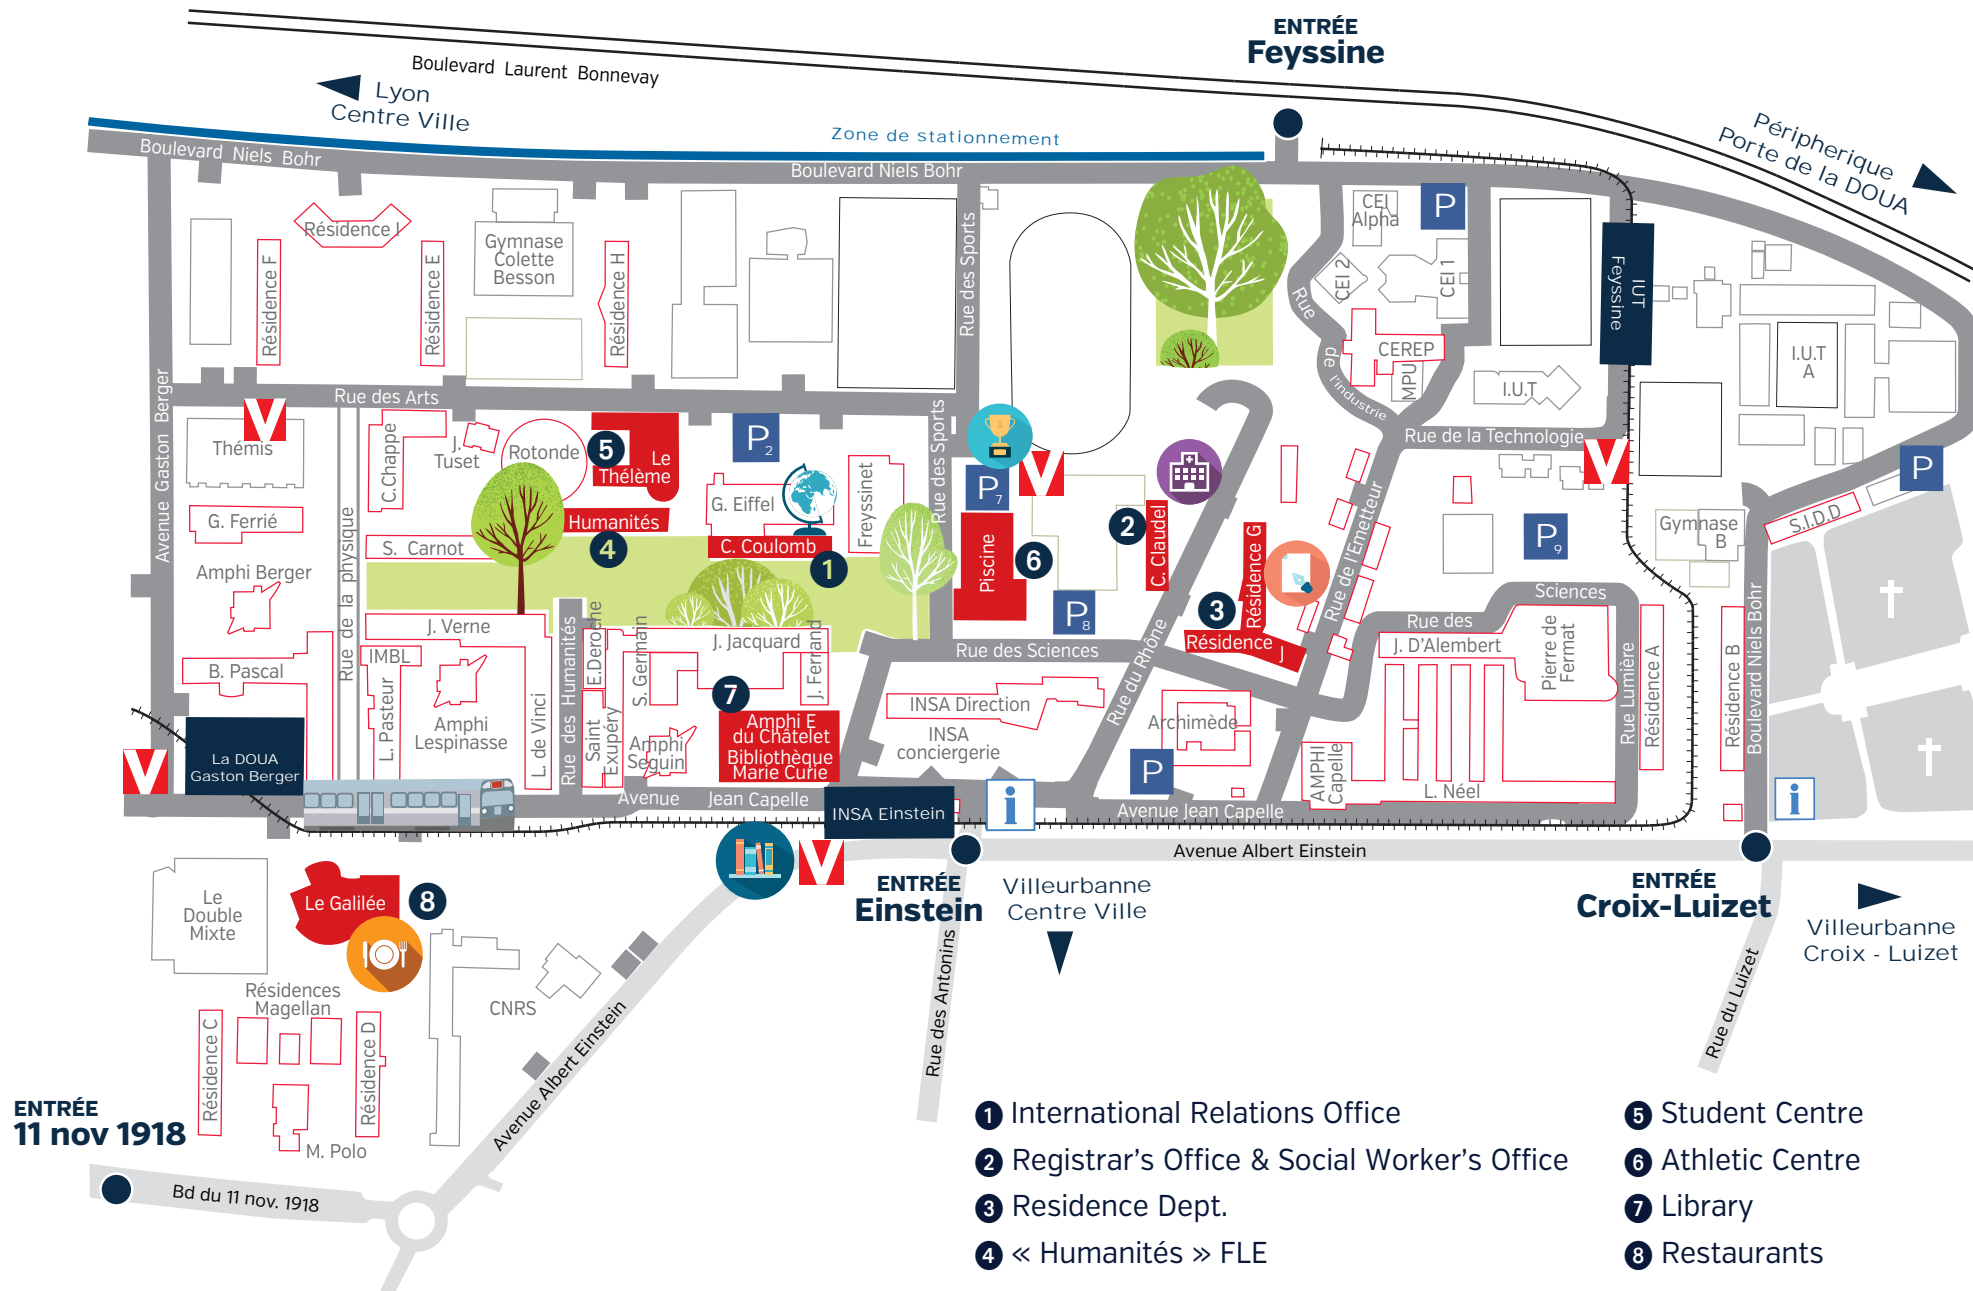 ENTRÉE
Feyssine
Boulevard Laurent Bonnevay
Lyon
Centre Ville
Zone de stationnement
Péripherique
Porte de la DOUA
Boulevard Niels Bohr
Boulevard Niels Bohr
Résidence I
Résidence F
Résidence E
Gymnase
Colette
Besson
Résidence H
Rue des Sports
CEI
Alpha
P
CEI 2
CEI 1
Rue
de
l'industrie
IUT
Feyssine
CEREP
MPU
I.U.T
I.U.T
A
Avenue Gaston Berger
Rue des Arts
Rue des Sports
Rue de la Technologie
Thémis
V
C.Chappe
J.
Tuset
Rotonde
5
Le
Thélème
P
2
G. Eiffel
Freyssinet
P
7
V
V
P
G. Ferrié
S. Carnot
Humanités
4
C. Coulomb
1
Piscine
6
2
C. Claudel
Résidence G
Rue de l'Emetteur
P
9
Gymnase
B
S.I.D.D
Amphi Berger
Rue de la physique
J. Verne
Rue des Humanités
E.Deroche
S. Germain
J. Jacquard
J. Ferrand
P
8
3
Résidence
J
Rue des Sciences
Rue du Rhône
Rue des
Sciences
J. D'Alembert
Pierre de
Fermat
Rue Lumière
Résidence A
Résidence B
Boulevard Niels Bohr
B. Pascal
IMBL
L. Pasteur
Amphi
Lespinasse
L. de Vinci
Saint
Exupéry
Amphi
Seguin
7
Amphi E
du Châtelet
Bibliothèque
Marie Curie
INSA Direction
INSA
conciergerie
Archimède
P
AMPHI
Capelle
L. Néel
V
La DOUA
Gaston Berger
Avenue
Jean Capelle
INSA Einstein
i
Avenue Jean Capelle
i
Avenue Albert Einstein
V
ENTRÉE
Einstein
Villeurbanne
Centre Ville
ENTRÉE
Croix-Luizet
Villeurbanne
Croix - Luizet
Le
Double
Mixte
Le Galilée
8
CNRS
Résidences
Magellan
Résidence C
Résidence D
M. Polo
Avenue Albert Einstein
Rue des Antonins
Rue du Luizet
ENTRÉE
11 nov 1918
Bd du 11 nov. 1918
1 International Relations Office
2 Registrar's Office & Social Worker's Office
3 Residence Dept.
4 « Humanités » FLE
5 Student Centre
6 Athletic Centre
7 Library
8 Restaurants